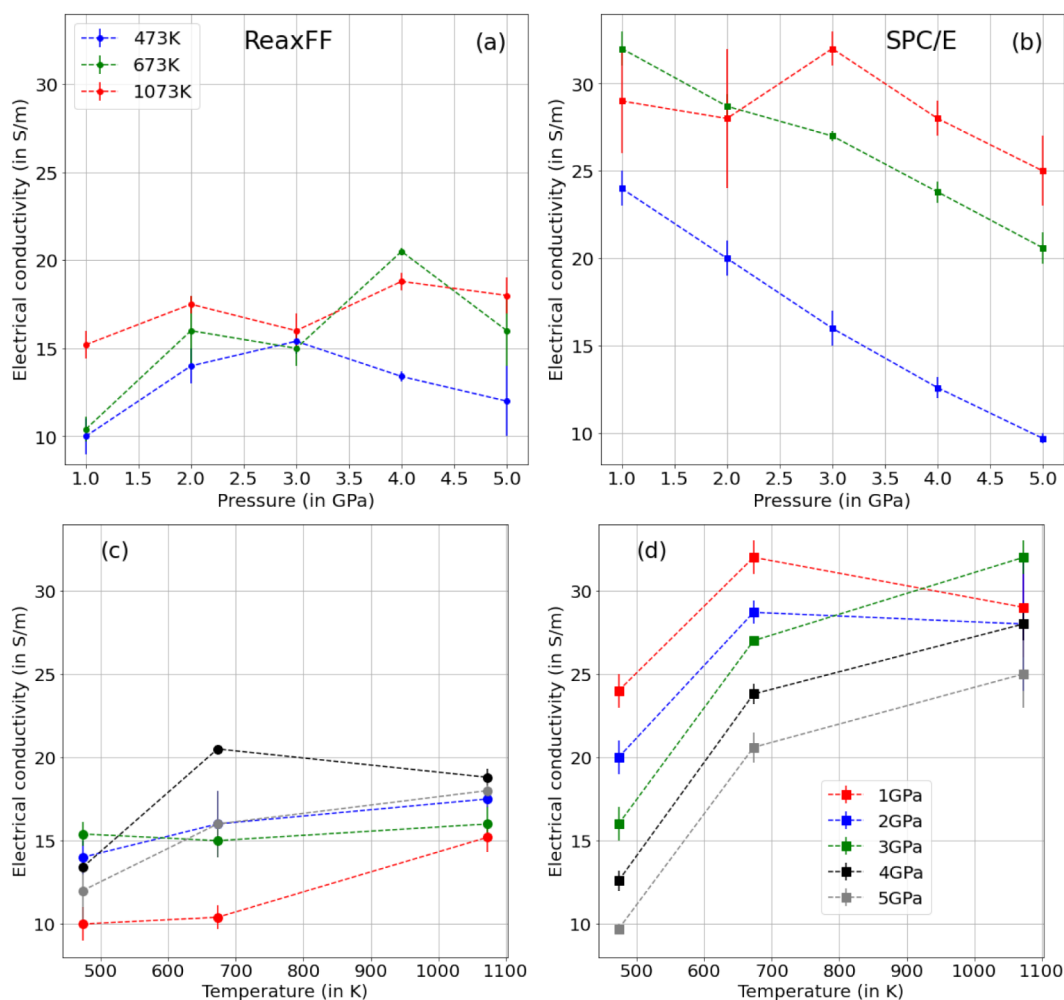 ReaxFF
(a)
473K
673K
1073K
Electrical conductivity (in S/m)
30
25
20
15
10
1.0 1.5 2.0 2.5 3.0 3.5 4.0 4.5 5.0
Pressure (in GPa)
SPC/E
(b)
Electrical conductivity (in S/m)
30
25
20
15
10
1.0 1.5 2.0 2.5 3.0 3.5 4.0 4.5 5.0
Pressure (in GPa)
(c)
Electrical conductivity (in S/m)
30
25
20
15
10
500 600 700 800 900 1000 1100
Temperature (in K)
(d)
Electrical conductivity (in S/m)
30
25
20
15
10
1GPa
2GPa
3GPa
4GPa
5GPa
500 600 700 800 900 1000 1100
Temperature (in K)